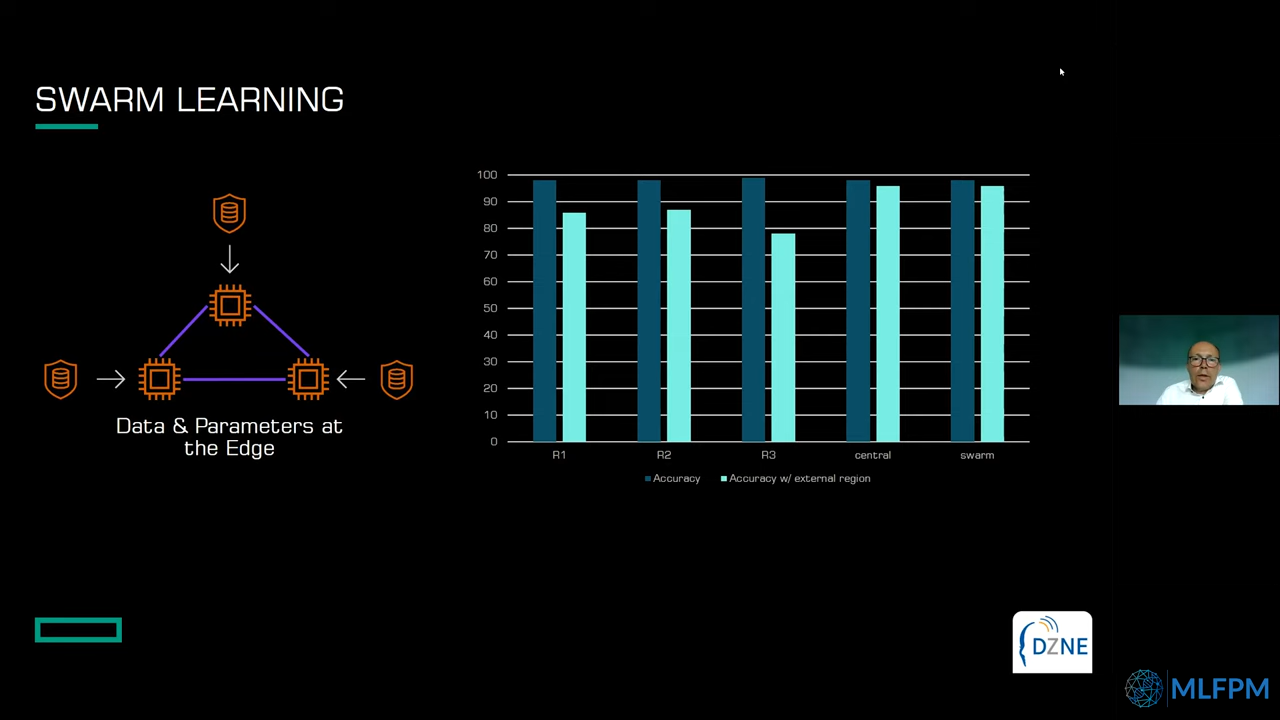 SWARM LEARNING
Data & Parameters at
the Edge
100
90
80
70
60
50
40
30
20
10
0
R1 R2 R3 central swarm
Accuracy Accuracy w/ external region
DZNE
MLFPM